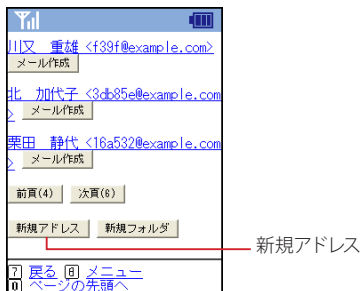 川又　重雄 <f39f@example.com>
メール作成
北　加代子 <3db85e@example.com
> メール作成
栗田　静代 <16a532@example.com
> メール作成
前頁(4) 次頁(6)
新規アドレス 新規フォルダ
新規アドレス
7 戻る 8 メニュー
0 ページの先頭へ